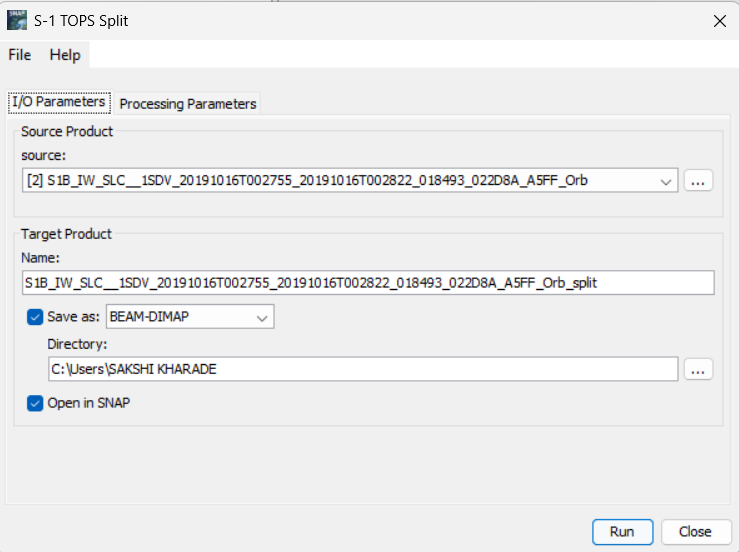 SNAP
S-1 TOPS Split
File Help
I/O Parameters Processing Parameters
Source Product
source:
[2] S1B_IW_SLC__1SDV_20191016T002755_20191016T002822_018493_022D8A_A5FF_Orb ...
Target Product
Name:
S1B_IW_SLC__1SDV_20191016T002755_20191016T002822_018493_022D8A_A5FF_Orb_split
Save as: BEAM-DIMAP
Directory:
C:\Users\SAKSHI KHARADE ...
Open in SNAP
Run Close